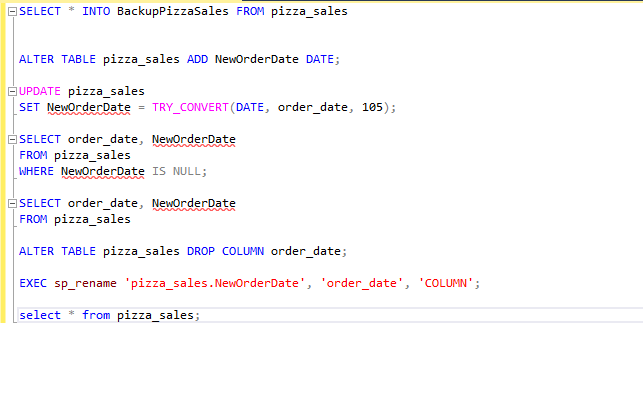 SELECT * INTO BackupPizzaSales FROM pizza_sales
ALTER TABLE pizza_sales ADD NewOrderDate DATE;
UPDATE pizza_sales
SET NewOrderDate = TRY_CONVERT(DATE, order_date, 105);
SELECT order_date, NewOrderDate
FROM pizza_sales
WHERE NewOrderDate IS NULL;
SELECT order_date, NewOrderDate
FROM pizza_sales
ALTER TABLE pizza_sales DROP COLUMN order_date;
EXEC sp_rename 'pizza_sales.NewOrderDate', 'order_date', 'COLUMN';
select * from pizza_sales;